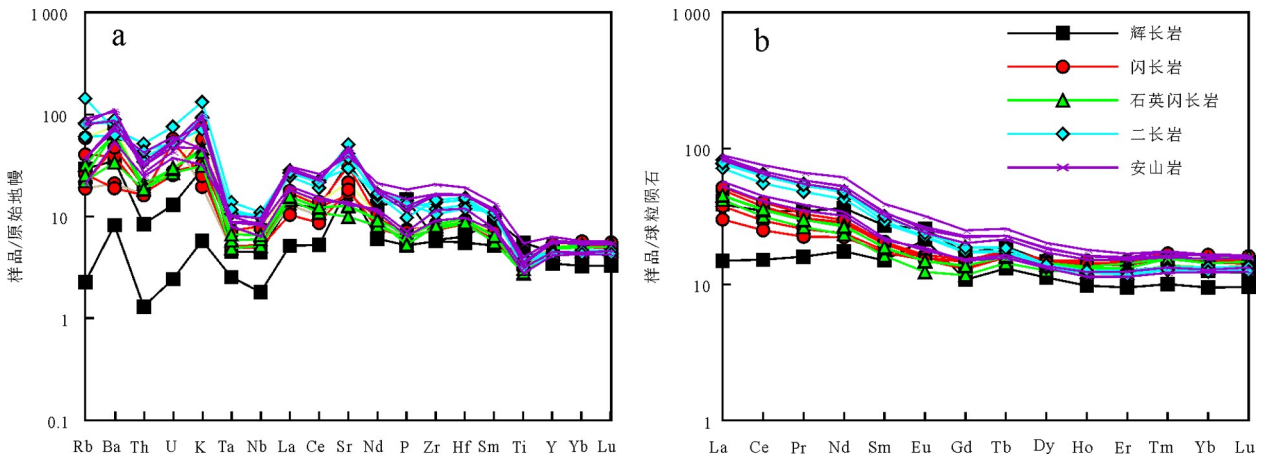 a
1 000
100
10
1
0.1
样品/原始地幔
Rb Ba Th U K Ta Nb La Ce Sr Nd P Zr Hf Sm Ti Y Yb Lu
b
1 000
100
10
1
样品/球粒陨石
La Ce Pr Nd Sm Eu Gd Tb Dy Ho Er Tm Yb Lu
辉长岩
闪长岩
石英闪长岩
二长岩
安山岩